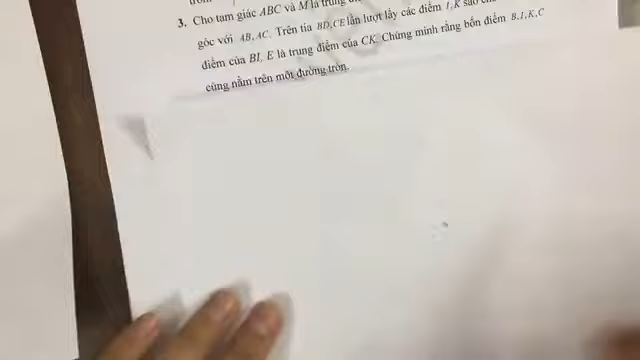 3. Cho tam giác ABC và M là trung
góc với AB, AC. Trên tia BD, CE lần lượt lấy các điểm I, K sao
điểm của BI, E là trung điểm của CK. Chứng minh rằng bốn điểm B,I,K,C
cùng nằm trên một đường tròn.